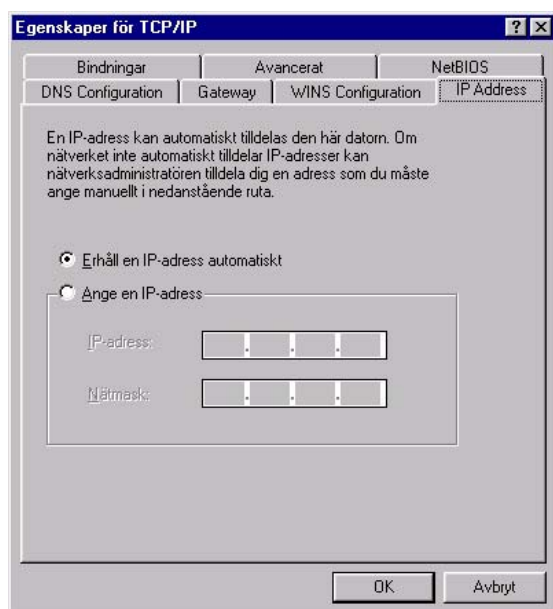 Egenskaper för TCP/IP
Bindningar Avancerat NetBIOS
DNS Configuration Gateway WINS Configuration IP Address
En IP-adress kan automatiskt tilldelas den här datorn. Om
nätverket inte automatiskt tilldelar IP-adresser kan
nätverksadministratören tilldela dig en adress som du måste
ange manuellt i nedanstående ruta.
Erhåll en IP-adress automatiskt
Ange en IP-adress
IP-adress:
Nätmask:
OK Avbryt